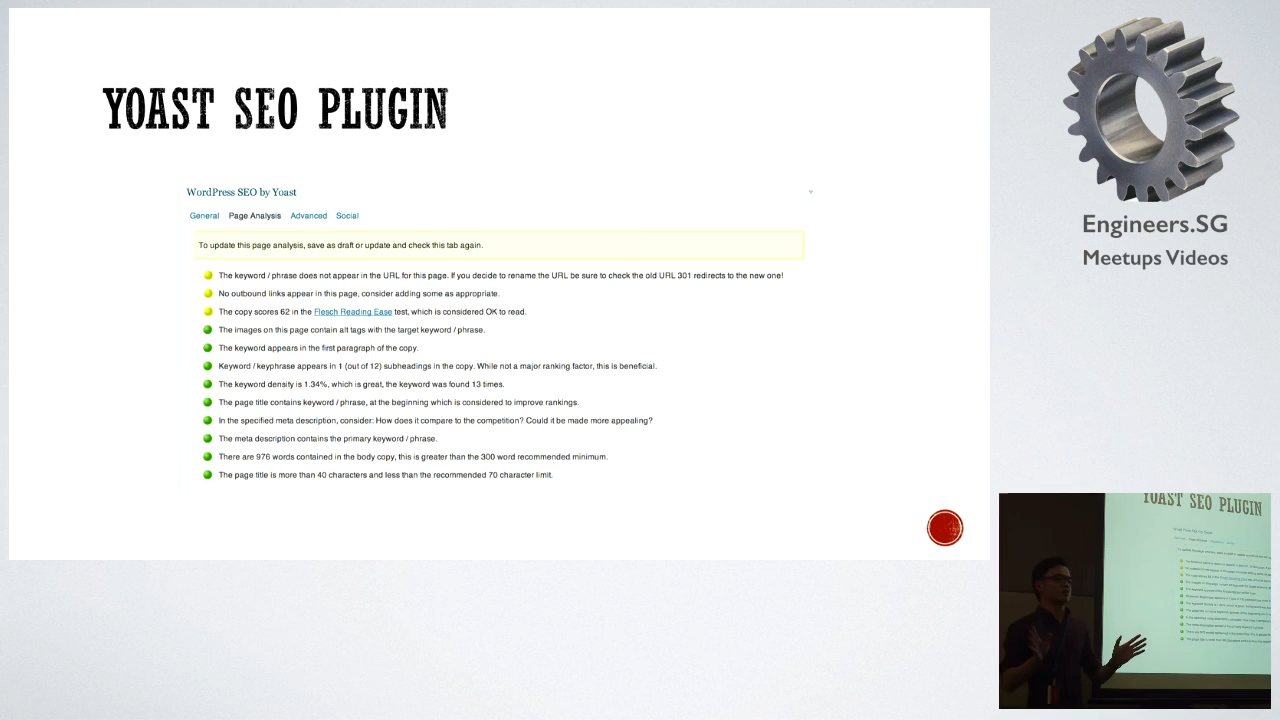 YOAST SEO PLUGIN
WordPress SEO by Yoast
General Page Analysis Advanced Social
To update this page analysis, save as draft or update and check this tab again.
The keyword / phrase does not appear in the URL for this page. If you decide to rename the URL be sure to check the old URL 301 redirects to the new one!
No outbound links appear in this page, consider adding some as appropriate.
The copy scores 62 in the Flesch Reading Ease test, which is considered OK to read.
The images on this page contain alt tags with the target keyword / phrase.
The keyword appears in the first paragraph of the copy.
Keyword / keyphrase appears in 1 (out of 12) subheadings in the copy. While not a major ranking factor, this is beneficial.
The keyword density is 1.34%, which is great, the keyword was found 13 times.
The page title contains keyword / phrase, at the beginning which is considered to improve rankings.
In the specified meta description, consider: How does it compare to the competition? Could it be made more appealing?
The meta description contains the primary keyword / phrase.
There are 976 words contained in the body copy, this is greater than the 300 word recommended minimum.
The page title is more than 40 characters and less than the recommended 70 character limit.
Engineers.SG
Meetups Videos
YOAST SEO PLUGIN